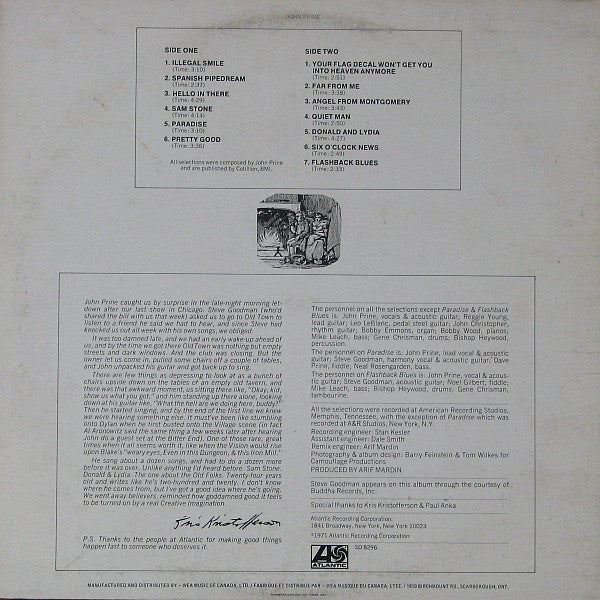 JOHN PRINE
SIDE ONE
1. ILLEGAL SMILE
(Time: 3:10)
2. SPANISH PIPEDREAM
(Time: 2:37)
3. HELLO IN THERE
(Time: 4:29)
4. SAM STONE
(Time: 4:14)
5. PARADISE
(Time: 3:10)
6. PRETTY GOOD
(Time: 3:36)
All selections were composed by John Prine
and are published by Cotillion, BMI.
SIDE TWO
1. YOUR FLAG DECAL WON'T GET YOU
INTO HEAVEN ANYMORE
(Time: 2:51)
2. FAR FROM ME
(Time: 3:38)
3. ANGEL FROM MONTGOMERY
(Time: 3:43)
4. QUIET MAN
(Time: 2:50)
5. DONALD AND LYDIA
(Time: 4:27)
6. SIX O'CLOCK NEWS
(Time: 2:49)
7. FLASHBACK BLUES
(Time: 2:33)
John Prine caught us by surprise in the late-night morning let-
down after our last show in Chicago. Steve Goodman (who'd
shared the bill with us that week) asked us to go to Old Town to
listen to a friend he said we had to hear, and since Steve had
knocked us out all week with his own songs, we obliged.
It was too damned late, and we had an early wake-up ahead of
us, and by the time we got there Old Town was nothing but empty
streets and dark windows. And the club was closing. But the
owner let us come in, pulled some chairs off a couple of tables,
and John unpacked his guitar and got back up to sing.
There are few things as depressing to look at as a bunch of
chairs upside down on the tables of an empty old tavern, and
there was that awkward moment, us sitting there like, "Okay, kid,
show us what you got," and him standing up there alone, looking
down at his guitar like, "What the hell are we doing here, buddy?"
Then he started singing, and by the end of the first line we knew
we were hearing something else. It must've been like stumbling
onto Dylan when he first busted onto the Village scene (in fact
Al Aronowitz said the same thing a few weeks later after hearing
John do a guest set at the Bitter End). One of those rare, great
times when it all seems worth it, like when the Vision would rise
upon Blake's "weary eyes, Even in this Dungeon, & this Iron Mill."
He sang about a dozen songs, and had to do a dozen more
before it was over. Unlike anything I'd heard before. Sam Stone.
Donald & Lydia. The one about the Old Folks. Twenty-four years
old and writes like he's two-hundred and twenty. I don't know
where he comes from, but I've got a good idea where he's going.
We went away believers, reminded how goddamned good it feels
to be turned on by a real Creative Imagination.
Kris Kristofferson
P.S. Thanks to the people at Atlantic for making good things
happen fast to someone who deserves it.
The personnel on all the selections except Paradise & Flashback
Blues is: John Prine, vocals & acoustic guitar; Reggie Young,
lead guitar; Leo LeBlanc, pedal steel guitar; John Christopher,
rhythm guitar; Bobby Emmons, organ; Bobby Wood, pianos;
Mike Leach, bass; Gene Chrisman, drums; Bishop Heywood,
percussion.
The personnel on Paradise is: John Prine, lead vocal & acoustic
guitar; Steve Goodman, harmony vocal & acoustic guitar; Dave
Prine, fiddle; Neal Rosengarden, bass.
The personnel on Flashback Blues is: John Prine, vocal & acoustic
guitar; Steve Goodman, acoustic guitar; Noel Gilbert, fiddle;
Mike Leach, bass; Bishop Heywood, drums; Gene Chrisman,
tambourine.
All the selections were recorded at American Recording Studios,
Memphis, Tennessee, with the exception of Paradise which was
recorded at A&R Studios, New York, N.Y.
Recording engineer: Stan Kesler
Assistant engineer: Dale Smith
Remix engineer: Arif Mardin
Photography & album design: Barry Feinstein & Tom Wilkes for
Camouflage Productions
PRODUCED BY ARIF MARDIN
Steve Goodman appears on this album through the courtesy of
Buddha Records, Inc.
Special thanks to Kris Kristofferson & Paul Anka
Atlantic Recording Corporation
1841 Broadway, New York, New York 10023
©1971 Atlantic Recording Corporation
ATLANTIC
SD 8296
MANUFACTURED AND DISTRIBUTED BY – WEA MUSIC OF CANADA, LTD. / FABRIQUE ET DISTRIBUE PAR – WEA MUSIQUE DU CANADA, LTEE. / 1810 BIRCHMOUNT RD., SCARBOROUGH, ONT.